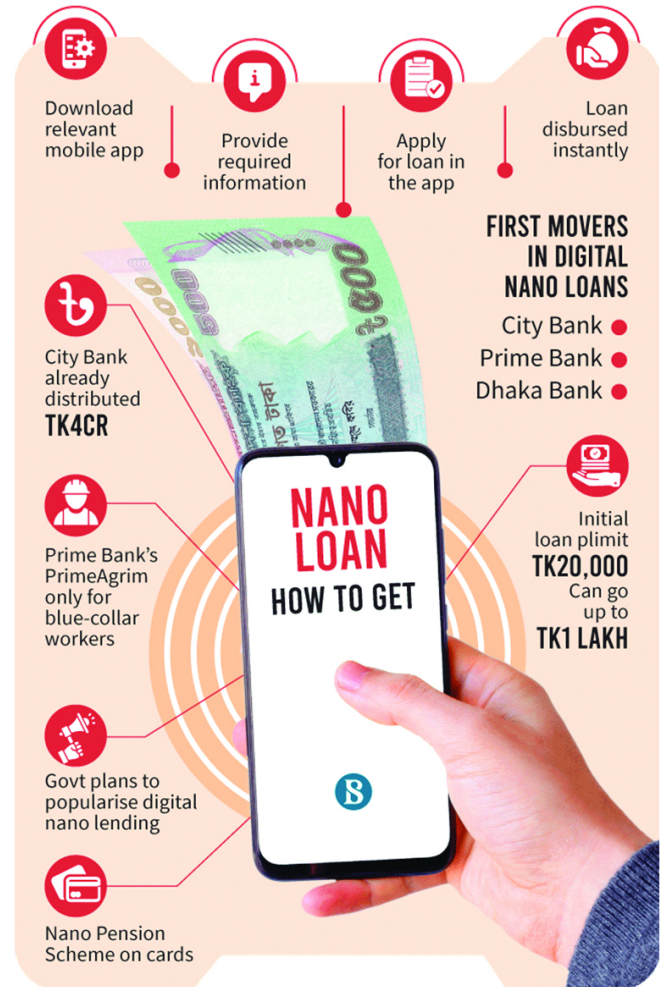 Download
relevant
mobile app
Provide
required
information
Apply
for loan in
the app
Loan
disbursed
instantly
FIRST MOVERS
IN DIGITAL
NANO LOANS
City Bank
Prime Bank
Dhaka Bank
500
৳৫০০
1000
৳
City Bank
already
distributed
TK4CR
Prime Bank's
PrimeAgrim
only for
blue-collar
workers
Govt plans to
popularise digital
nano lending
Nano Pension
Scheme on cards
NANO
LOAN
HOW TO GET
Initial
loan plimit
TK20,000
Can go
up to
TK1 LAKH